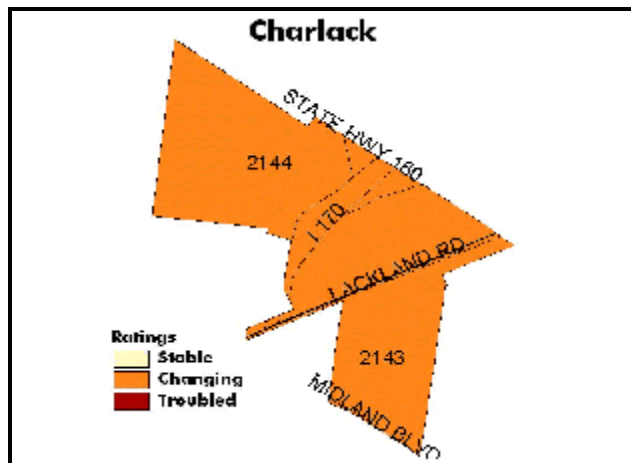 Charlack
STATE HWY 180
2144
I 170
LACKLAND RD
2143
MIDLAND BLVD
Ratings
Stable
Changing
Troubled